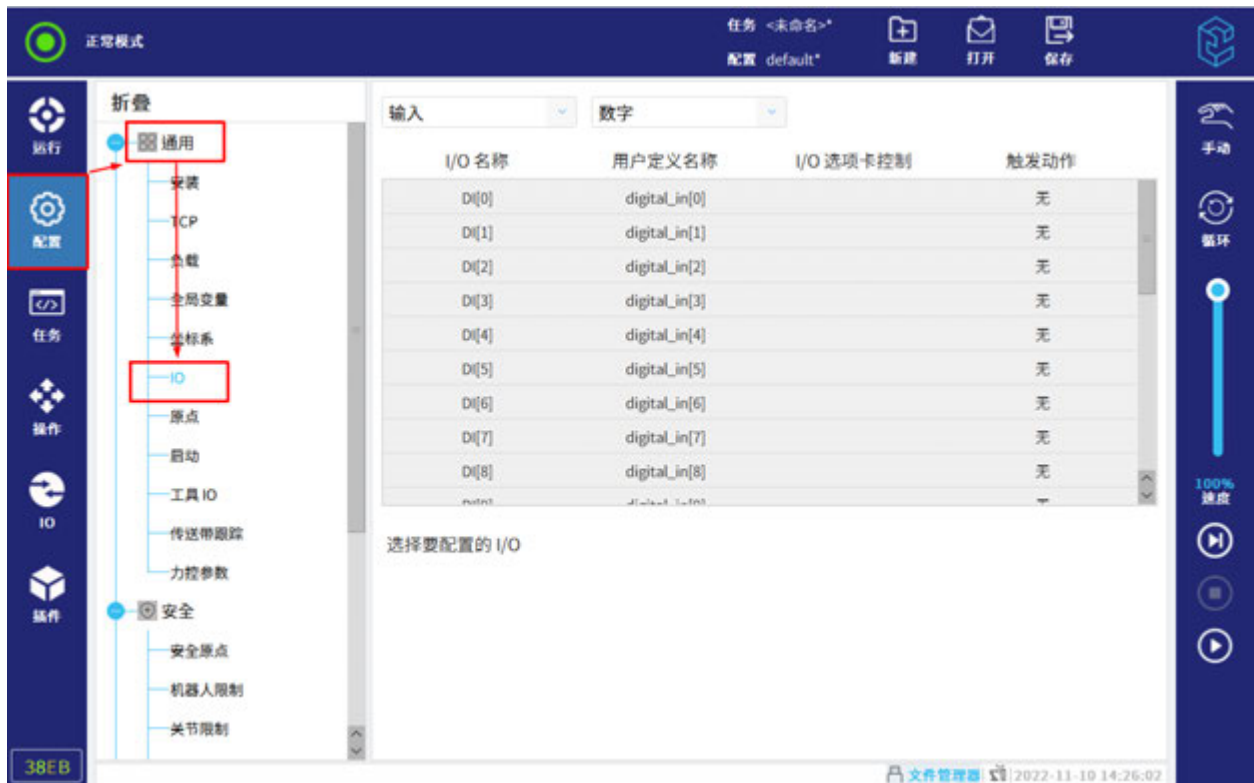 正常模式
任务 <未命名>*
配置 default*
新建 打开 保存
运行
配置
任务
操作
IO
插件
38EB
折叠
通用
安装
TCP
负载
全局变量
坐标系
IO
原点
启动
工具 IO
传送带跟踪
力控参数
安全
安全原点
机器人限制
关节限制
输入 数字
I/O 名称 用户定义名称 I/O 选项卡控制 触发动作
DI[0] digital_in[0] 无
DI[1] digital_in[1] 无
DI[2] digital_in[2] 无
DI[3] digital_in[3] 无
DI[4] digital_in[4] 无
DI[5] digital_in[5] 无
DI[6] digital_in[6] 无
DI[7] digital_in[7] 无
DI[8] digital_in[8] 无
选择要配置的 I/O
手动
循环
100%
速度
文件管理器 2022-11-10 14:26:02